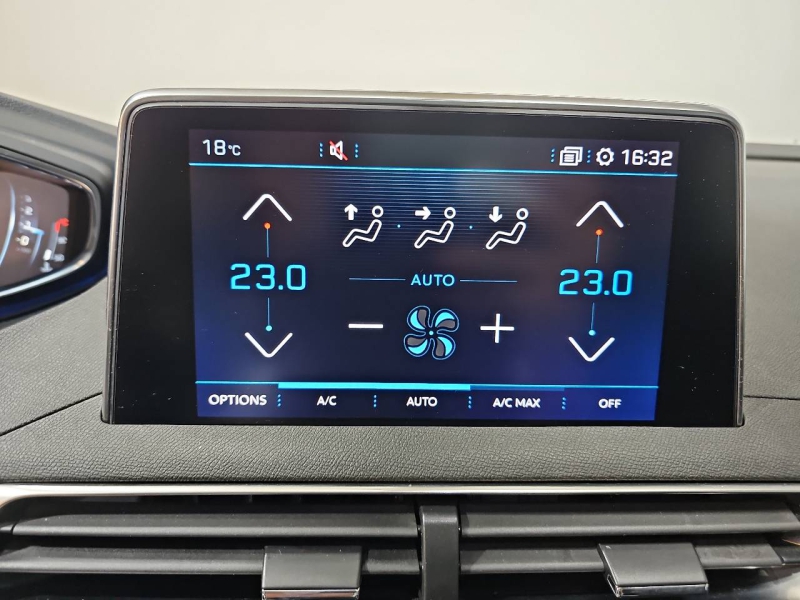 18°C 16:32
23.0 AUTO 23.0
OPTIONS A/C AUTO A/C MAX OFF